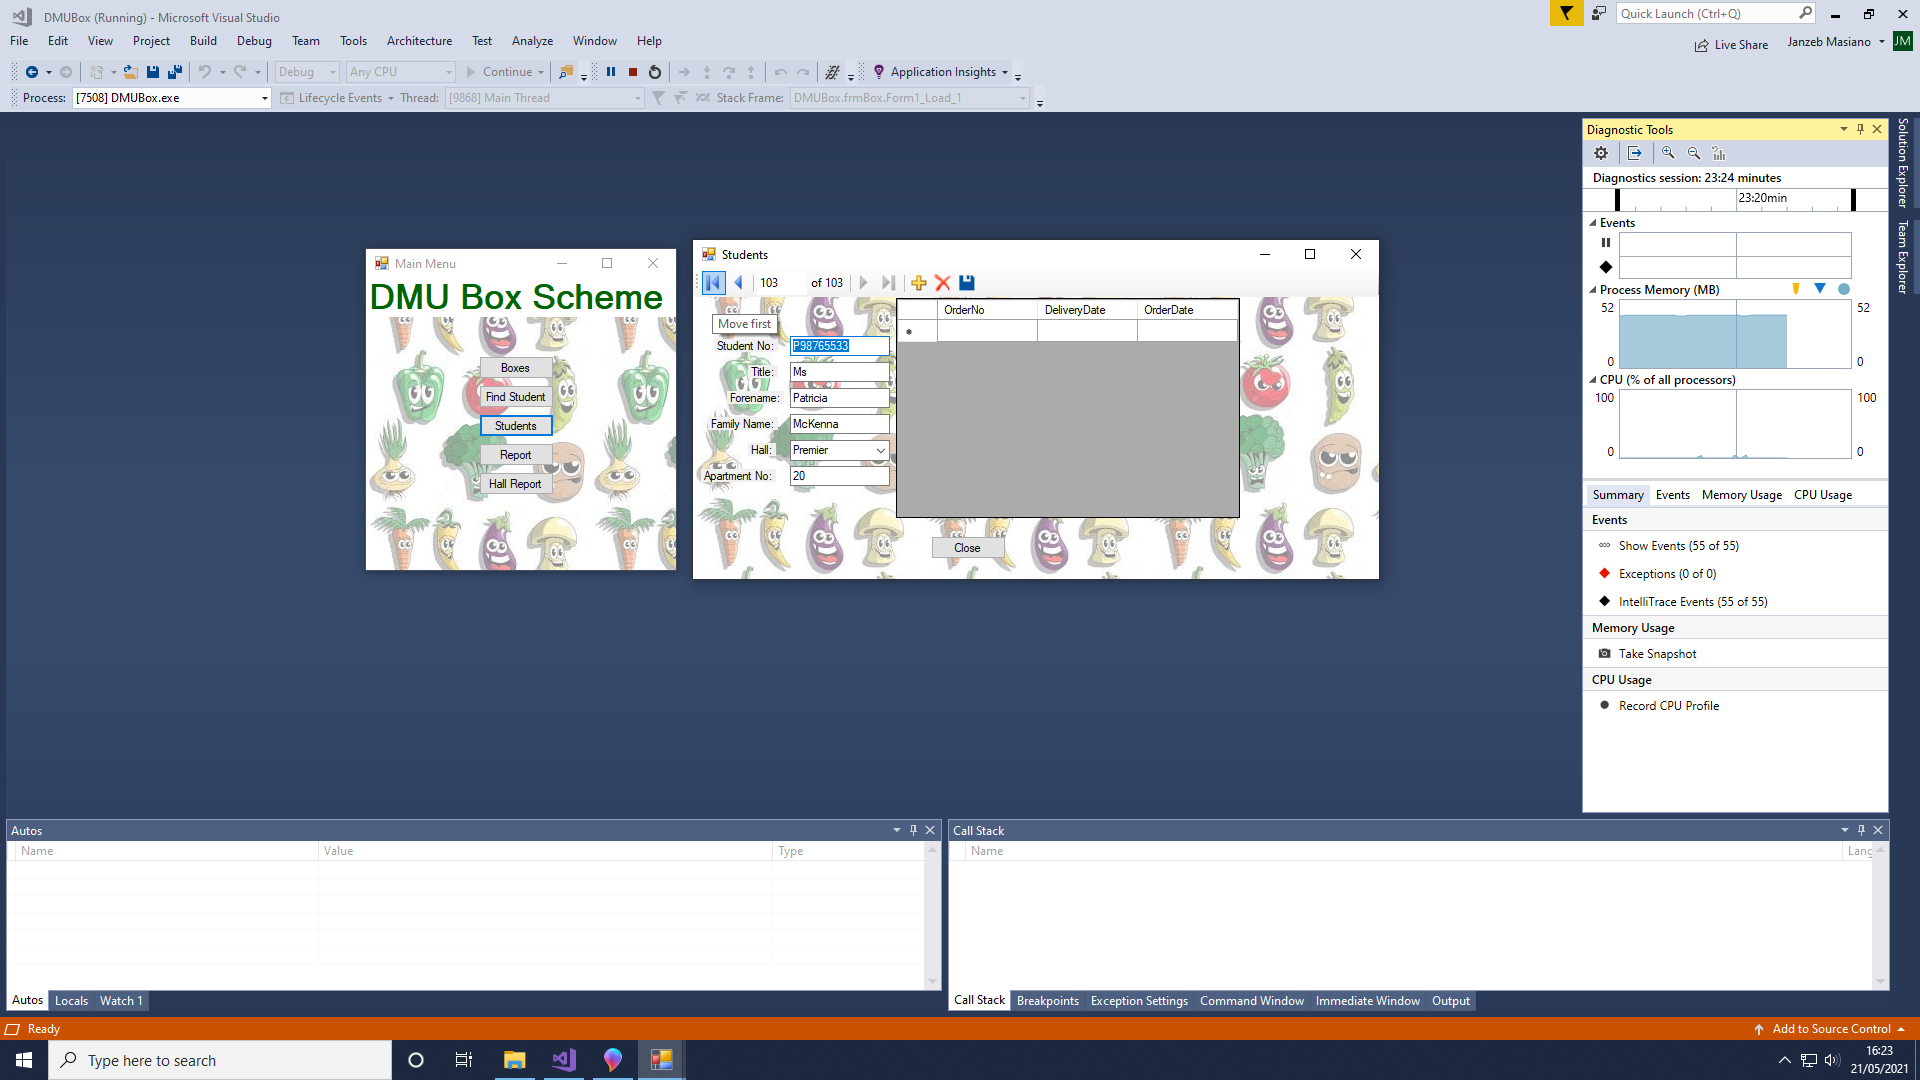 DMUBox (Running) - Microsoft Visual Studio
Quick Launch (Ctrl+Q)
File Edit View Project Build Debug Team Tools Architecture Test Analyze Window Help
Live Share Janzeb Masiano JM
Debug Any CPU Continue Application Insights
Process: [7508] DMUBox.exe Lifecycle Events Thread: [9868] Main Thread Stack Frame: DMUBox.frmBox.Form1_Load_1
Main Menu
DMU Box Scheme
Boxes
Find Student
Students
Report
Hall Report
Students
103 of 103
Move first
Student No: P98765533
Title: Ms
Forename: Patricia
Family Name: McKenna
Hall: Premier
Apartment No: 20
OrderNo DeliveryDate OrderDate
Close
Diagnostic Tools
Diagnostics session: 23:24 minutes
23:20min
Events
Process Memory (MB)
52 52
0 0
CPU (% of all processors)
100 100
0 0
Summary Events Memory Usage CPU Usage
Events
Show Events (55 of 55)
Exceptions (0 of 0)
IntelliTrace Events (55 of 55)
Memory Usage
Take Snapshot
CPU Usage
Record CPU Profile
Solution Explorer
Team Explorer
Autos
Name Value Type
Autos Locals Watch 1
Call Stack
Name Lang
Call Stack Breakpoints Exception Settings Command Window Immediate Window Output
Ready
Add to Source Control
Type here to search
16:23
21/05/2021